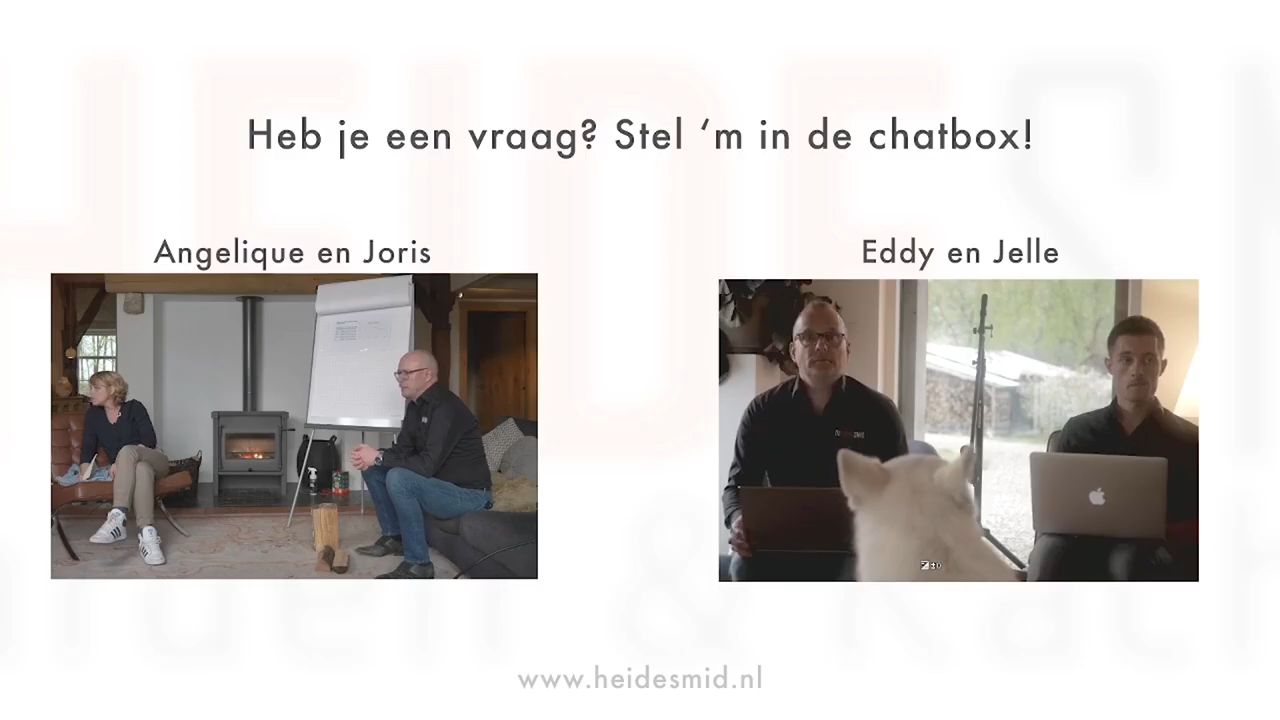 Heb je een vraag? Stel ‘m in de chatbox!
Angelique en Joris
Eddy en Jelle
www.heidesmid.nl